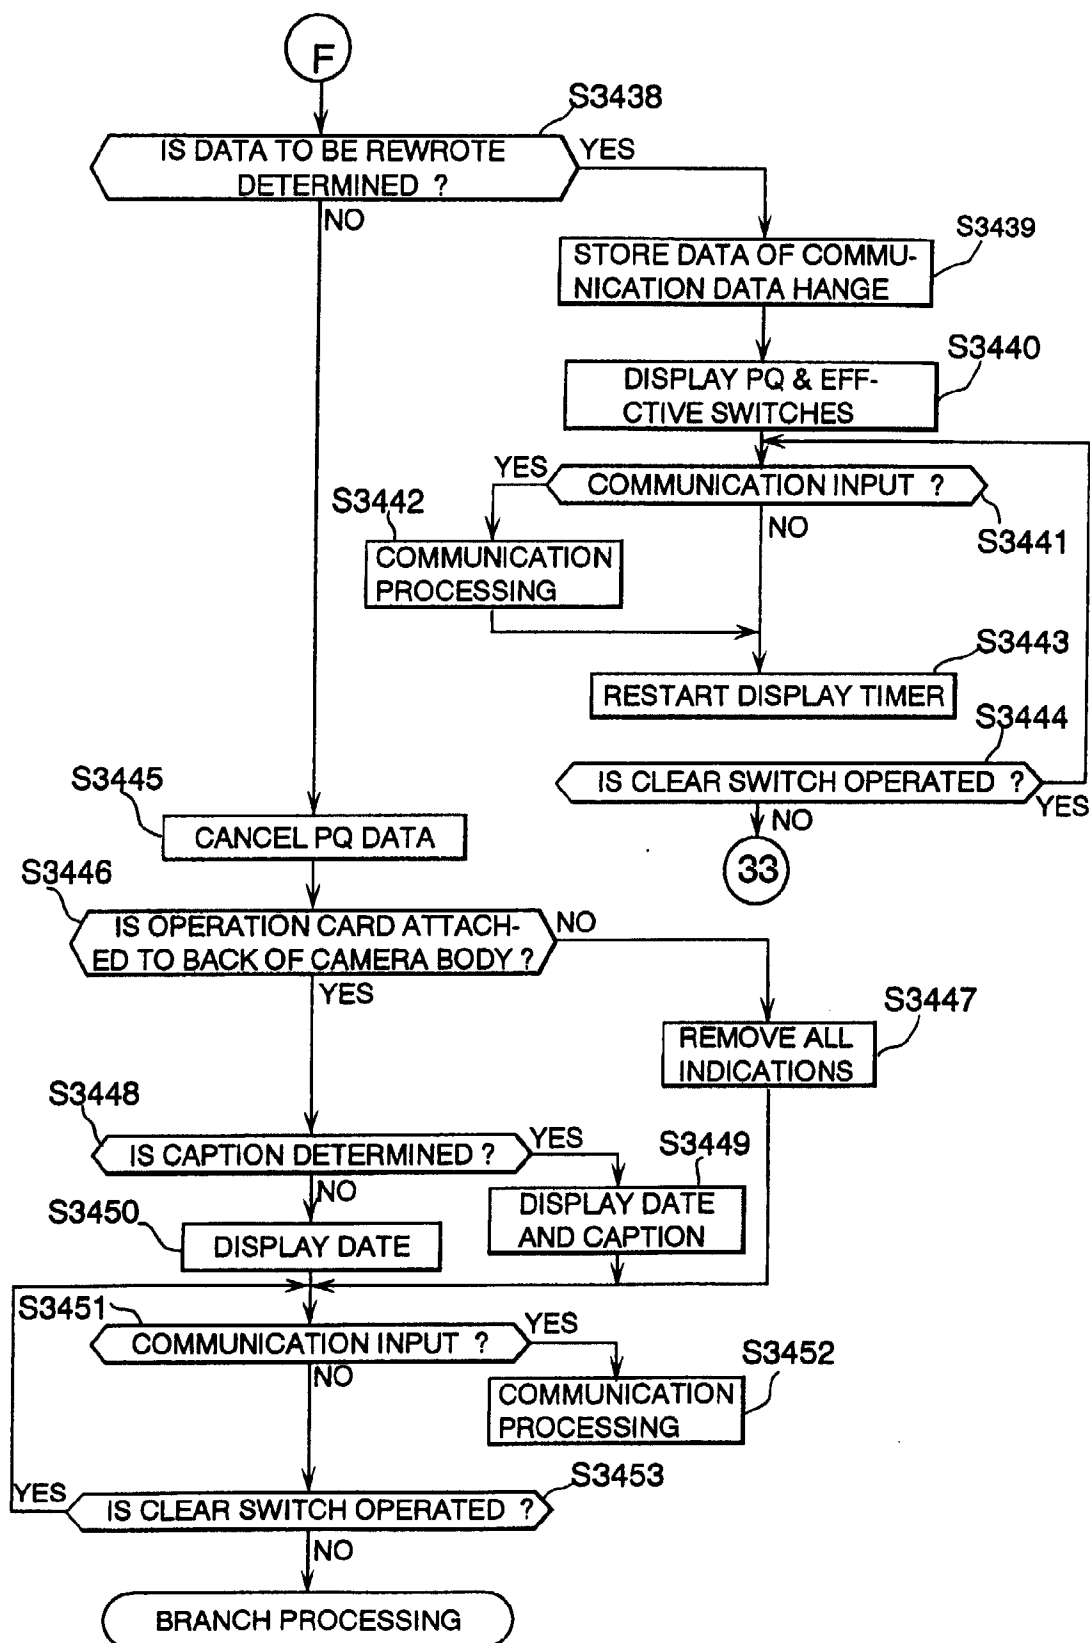 F
S3438
IS DATA TO BE REWROTE
DETERMINED ?
YES
NO
S3439
STORE DATA OF COMMU-
NICATION DATA HANGE
S3440
DISPLAY PQ & EFF-
CTIVE SWITCHES
YES
COMMUNICATION INPUT ?
S3442
NO
S3441
COMMUNICATION
PROCESSING
S3443
RESTART DISPLAY TIMER
S3444
IS CLEAR SWITCH OPERATED ?
YES
NO
33
S3445
CANCEL PQ DATA
S3446
IS OPERATION CARD ATTACH-
ED TO BACK OF CAMERA BODY ?
NO
YES
S3447
REMOVE ALL
INDICATIONS
S3448
IS CAPTION DETERMINED ?
YES
S3449
NO
DISPLAY DATE
AND CAPTION
S3450
DISPLAY DATE
S3451
COMMUNICATION INPUT ?
YES
NO
S3452
COMMUNICATION
PROCESSING
S3453
YES
IS CLEAR SWITCH OPERATED ?
NO
BRANCH PROCESSING